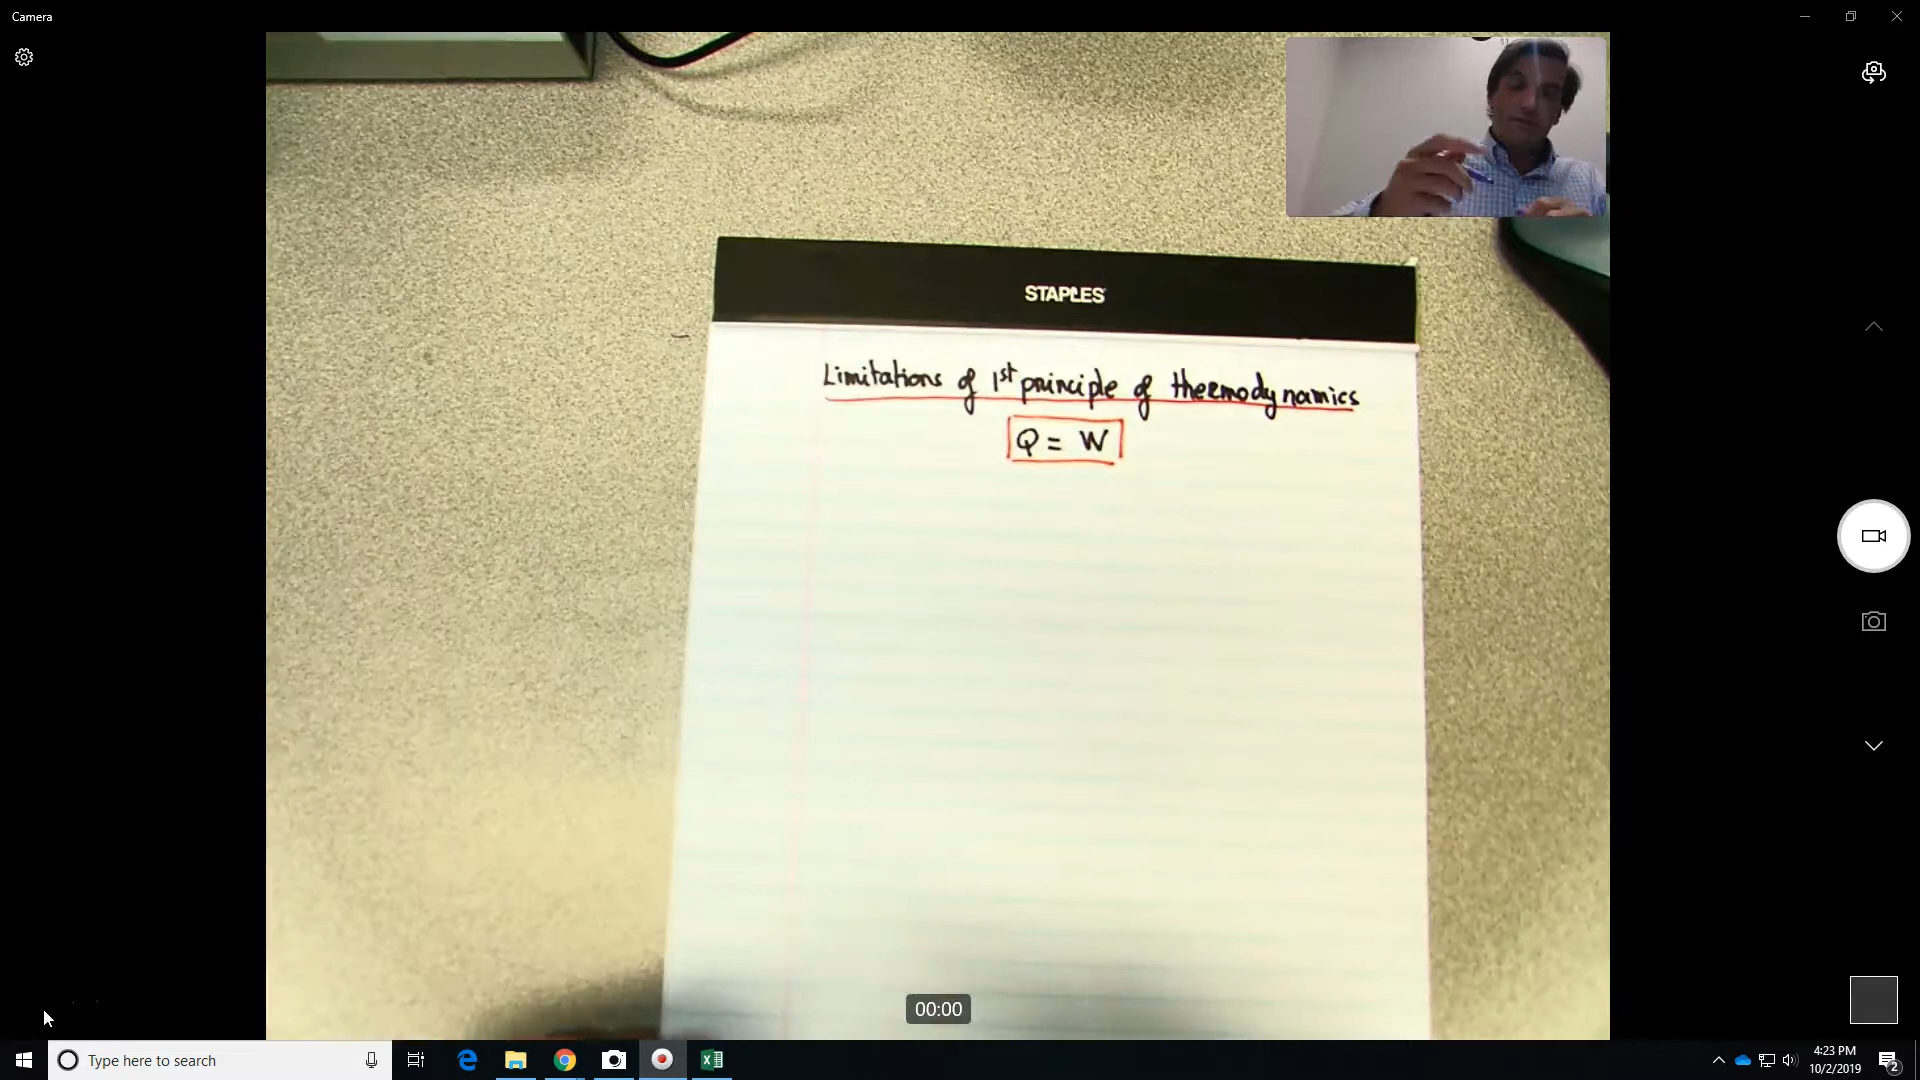 Camera
STAPLES
Limitations of 1st principle of thermodynamics
Q = W
00:00
Type here to search
4:23 PM
10/2/2019
2